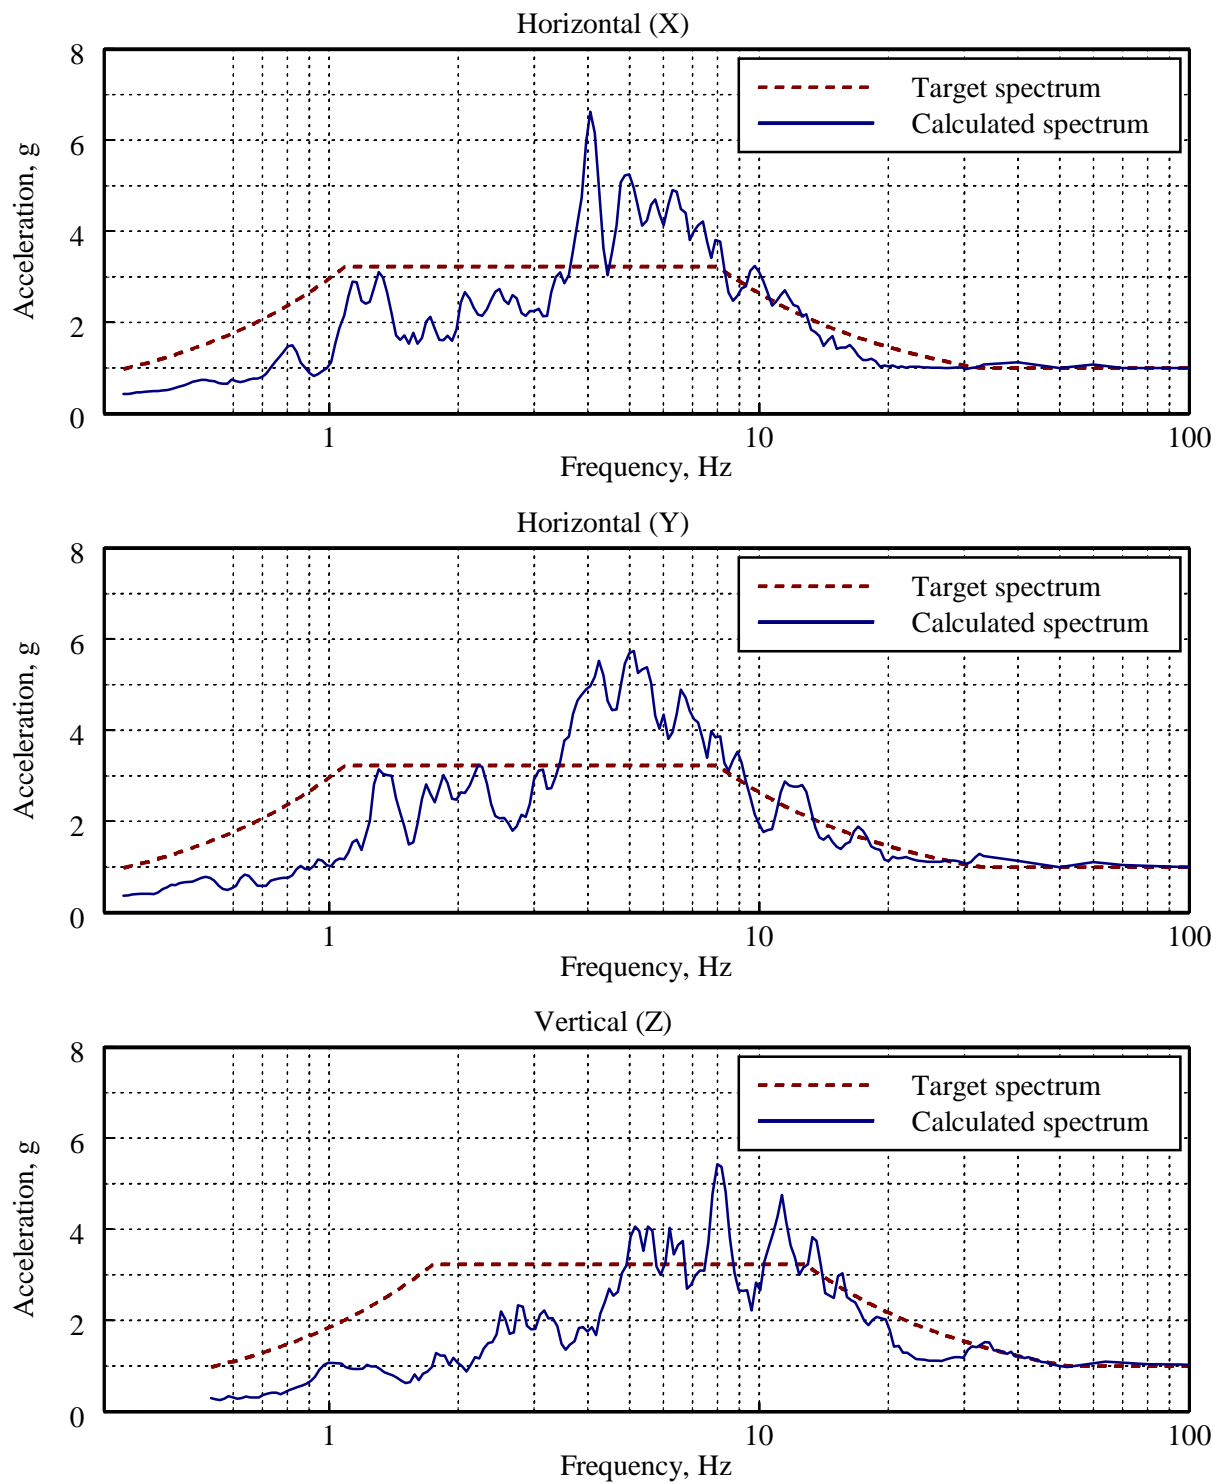 Horizontal (X)
8
6
4
2
0
Acceleration, g
Target spectrum
Calculated spectrum
1
10
100
Frequency, Hz
Horizontal (Y)
8
6
4
2
0
Acceleration, g
Target spectrum
Calculated spectrum
1
10
100
Frequency, Hz
Vertical (Z)
8
6
4
2
0
Acceleration, g
Target spectrum
Calculated spectrum
1
10
100
Frequency, Hz